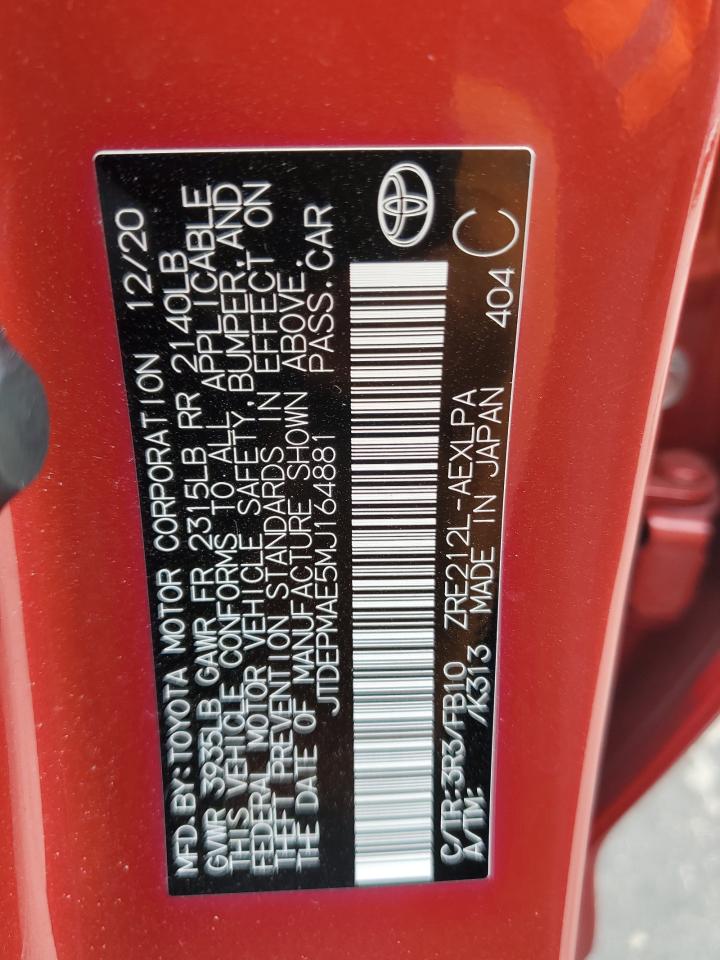 MFD.BY:TOYOTA MOTOR CORPORATION 12/20
GVWR 3935LB GAWR FR 2315LB RR 2140LB
THIS VEHICLE CONFORMS TO ALL APPLICABLE
FEDERAL MOTOR VEHICLE SAFETY,BUMPER,AND
THEFT PREVENTION STANDARDS IN EFFECT ON
THE DATE OF MANUFACTURE SHOWN ABOVE.
JTDEPMAE5MJ164881 PASS.CAR
C/TR:3R3/FB10 ZRE212L-AEXLPA 404 C
A/TM: /K313 MADE IN JAPAN